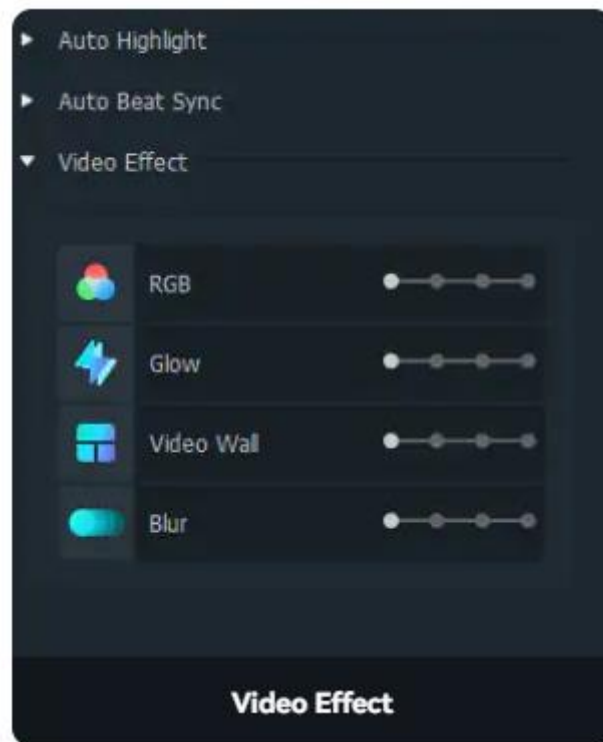 Auto Highlight
Auto Beat Sync
Video Effect
RGB
Glow
Video Wall
Blur
Video Effect